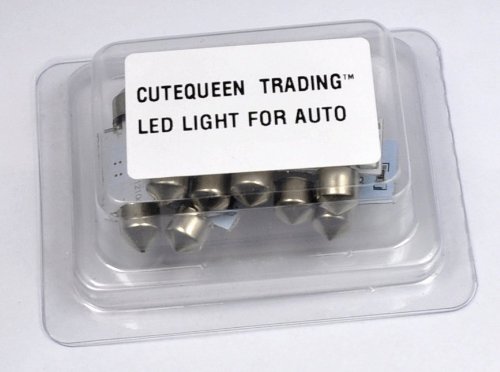 CUTEQUEEN TRADING™
LED LIGHT FOR AUTO